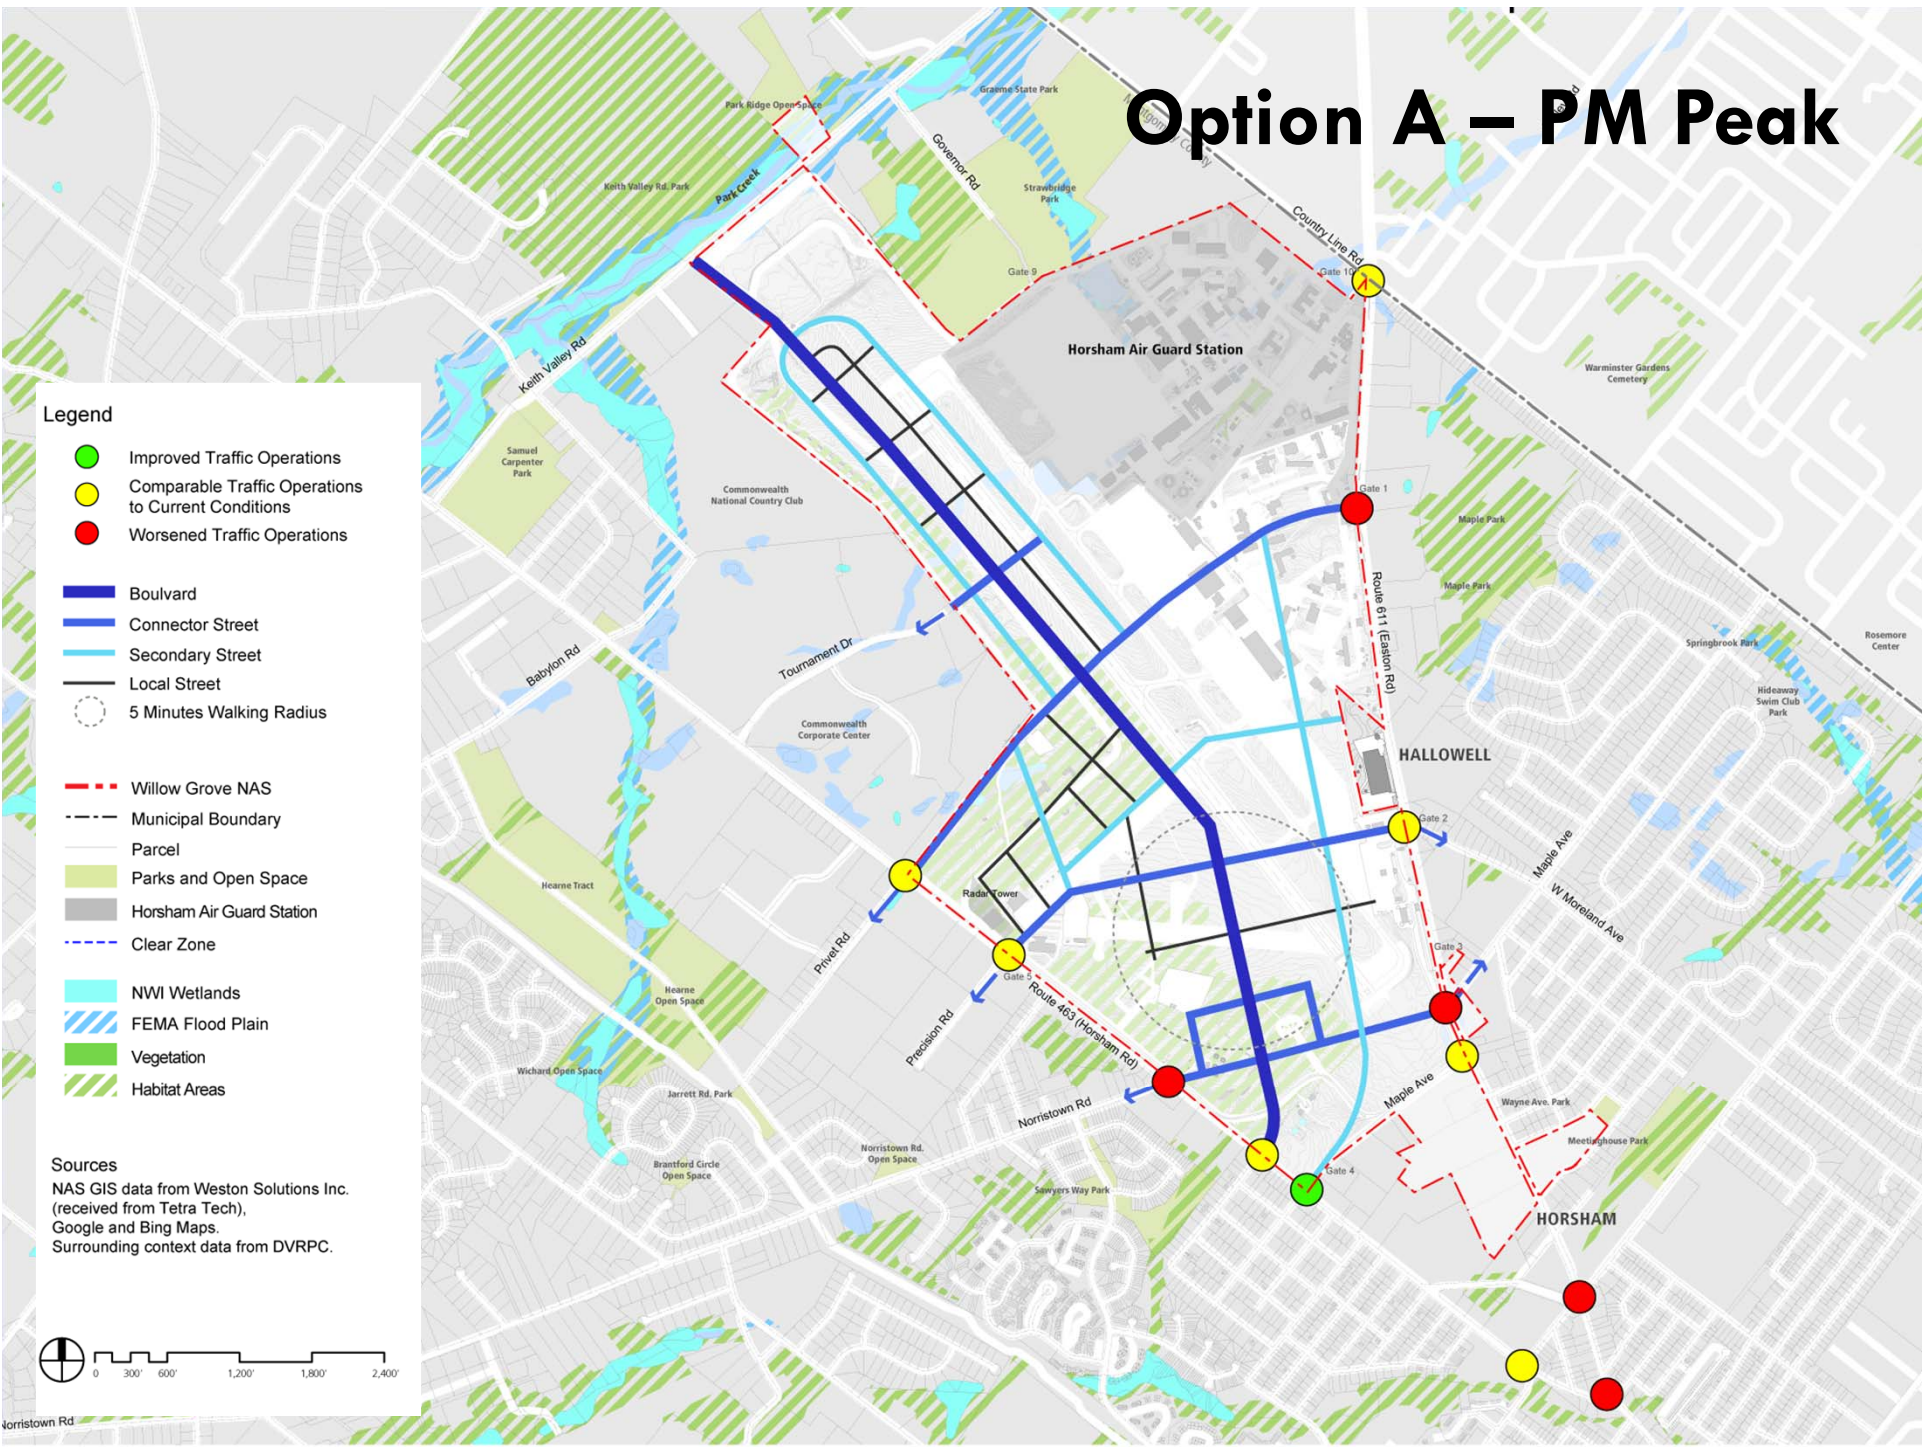 Option A – PM Peak
Park Ridge Open Space
Graeme State Park
Governor Rd
Keith Valley Rd. Park
Park Creek
Strawbridge
Park
Country Line Rd
Gate 9
Gate 10
Horsham Air Guard Station
Keith Valley Rd
Warminster Gardens
Cemetery
Legend
Improved Traffic Operations
Comparable Traffic Operations
to Current Conditions
Worsened Traffic Operations
Boulvard
Connector Street
Secondary Street
Local Street
5 Minutes Walking Radius
Willow Grove NAS
Municipal Boundary
Parcel
Parks and Open Space
Horsham Air Guard Station
Clear Zone
NWI Wetlands
FEMA Flood Plain
Vegetation
Habitat Areas
Sources
NAS GIS data from Weston Solutions Inc.
(received from Tetra Tech),
Google and Bing Maps.
Surrounding context data from DVRPC.
0 300' 600' 1,200' 1,800' 2,400'
Norristown Rd
Samuel
Carpenter
Park
Commonwealth
National Country Club
Gate 1
Maple Park
Maple Park
Route 611 (Easton Rd)
Springbrook Park
Rosemore
Center
Hideaway
Swim Club
Park
Babylon Rd
Tournament Dr
Commonwealth
Corporate Center
HALLOWELL
Gate 2
Maple Ave
W Moreland Ave
Hearne Tract
Radar Tower
Privet Rd
Gate 5
Gate 3
Hearne
Open Space
Route 463 (Horsham Rd)
Precision Rd
Wichard Open Space
Jarrett Rd. Park
Norristown Rd
Maple Ave
Wayne Ave. Park
Meetinghouse Park
Norristown Rd.
Open Space
Brantford Circle
Open Space
Sawyers Way Park
Gate 4
HORSHAM